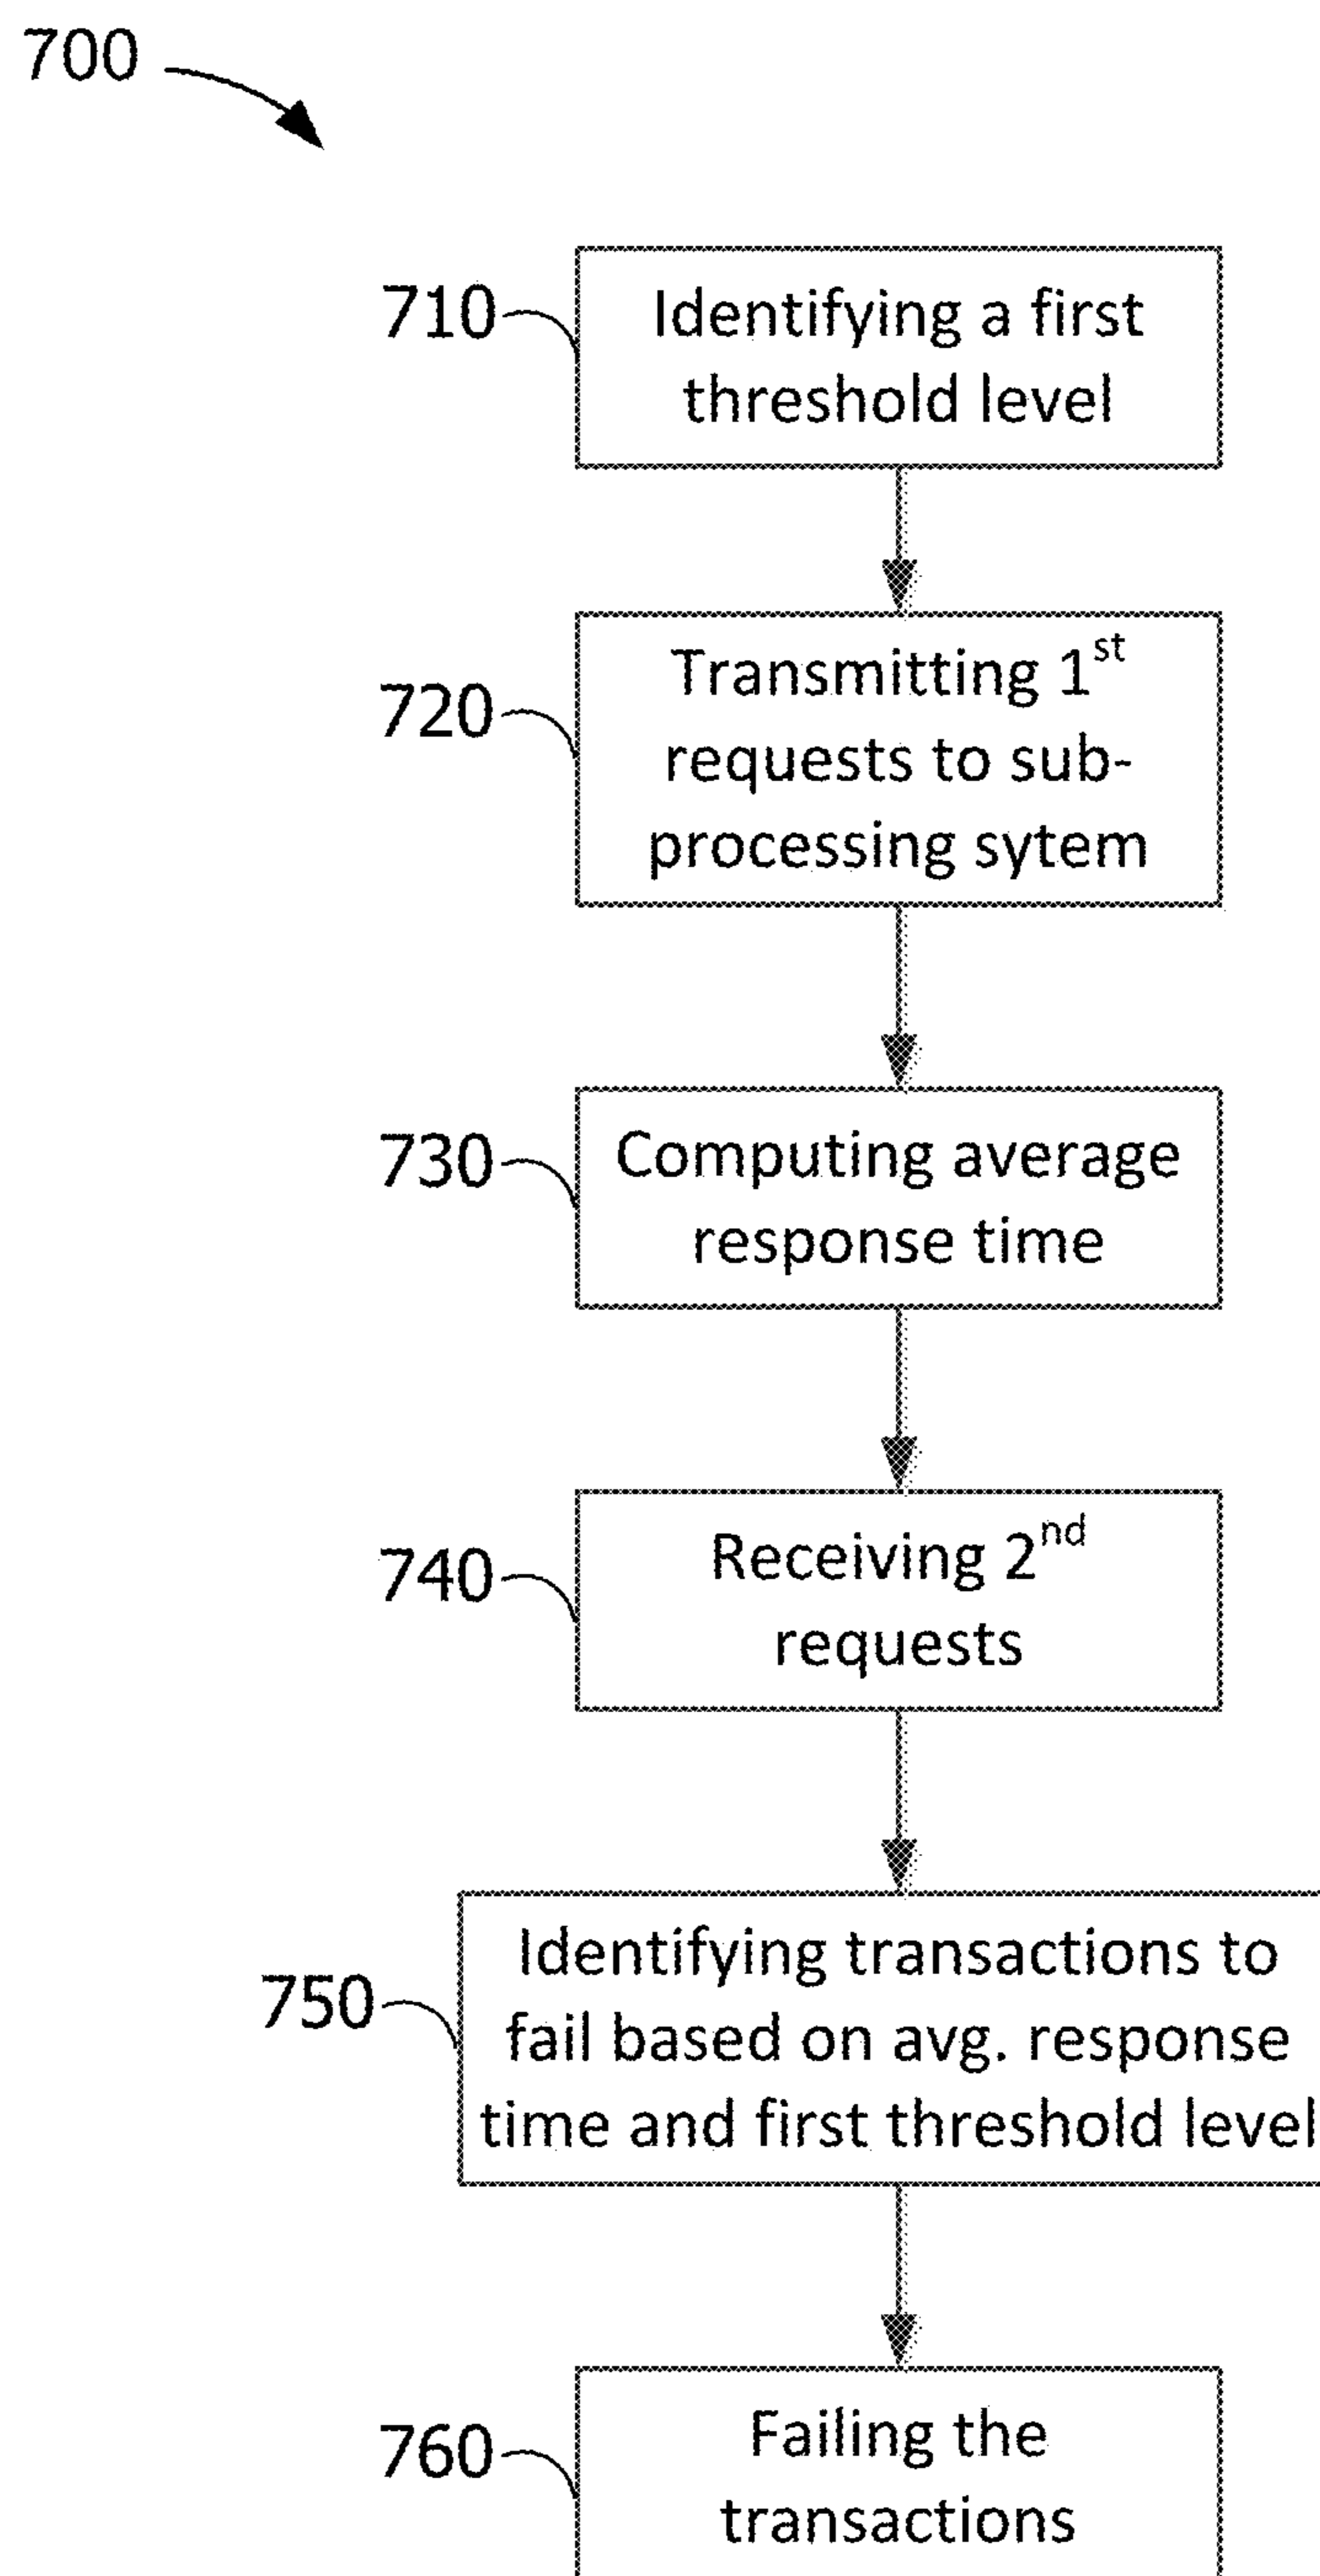 700
710
Identifying a first
threshold level
720
Transmitting 1st
requests to sub-
processing sytem
730
Computing average
response time
740
Receiving 2nd
requests
750
Identifying transactions to
fail based on avg. response
time and first threshold level
760
Failing the
transactions